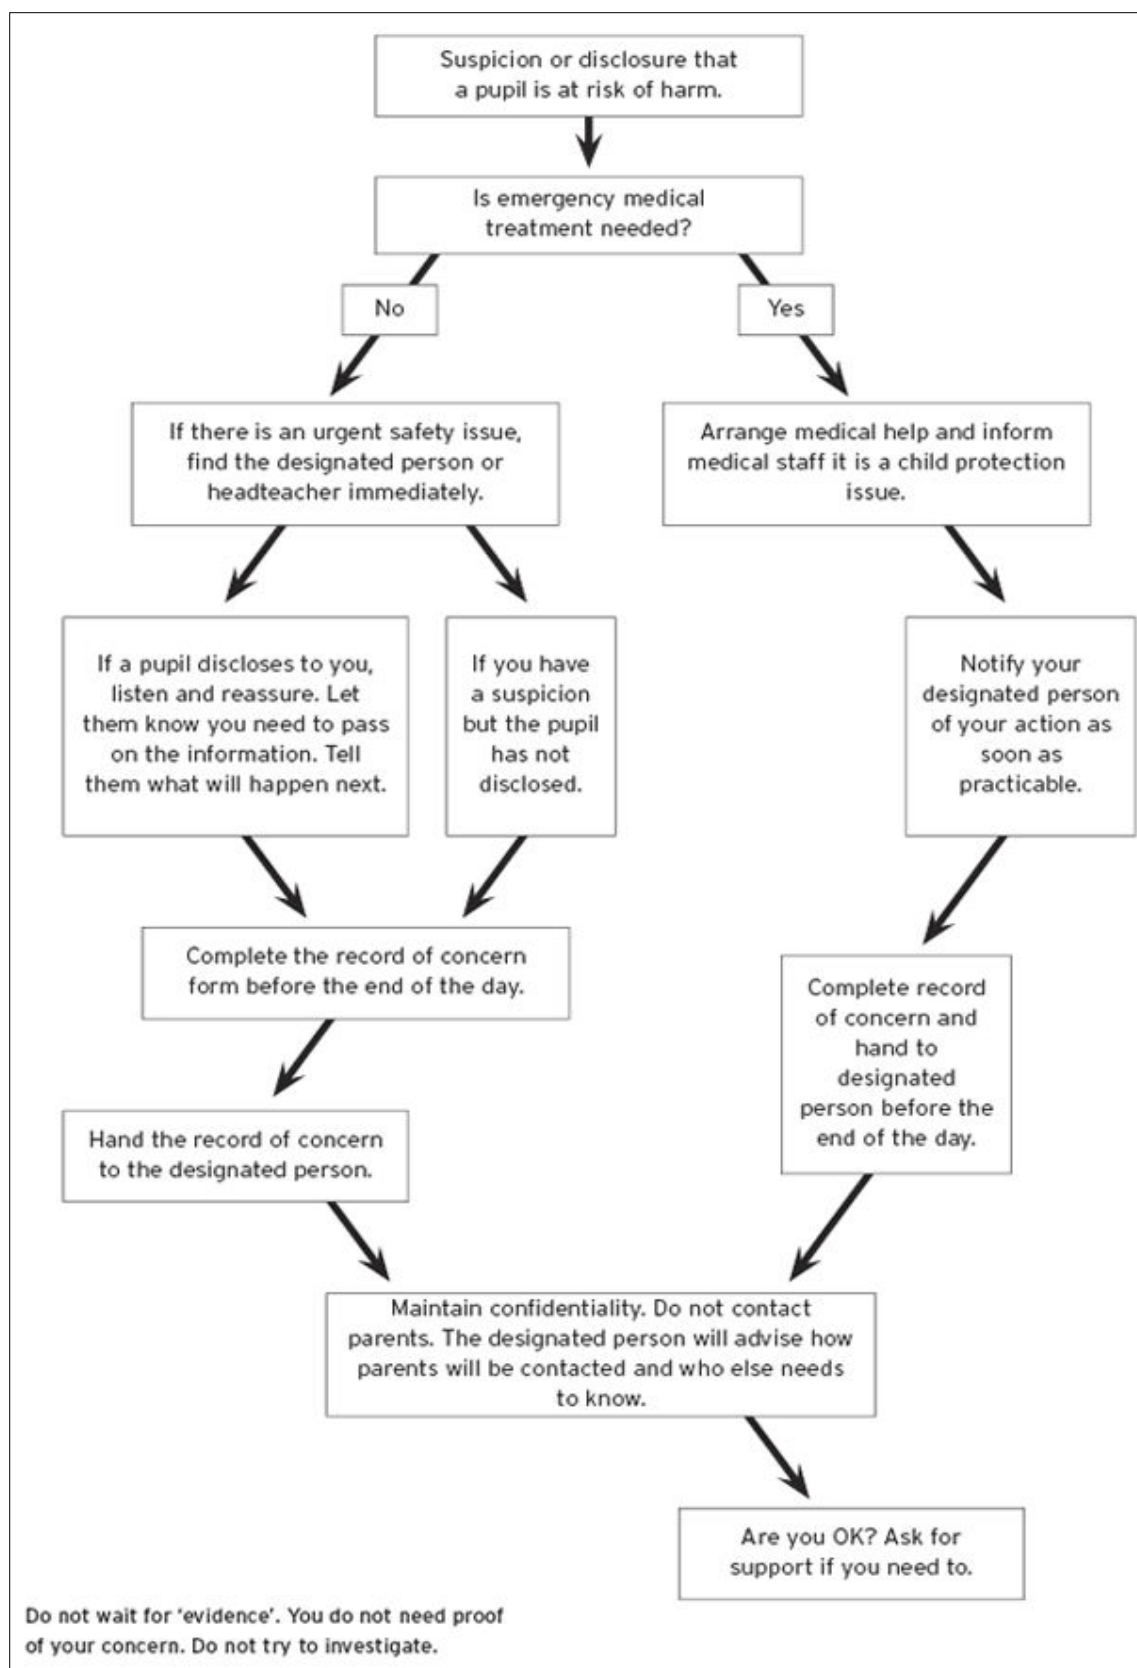 Suspicion or disclosure that
a pupil is at risk of harm.
Is emergency medical
treatment needed?
No
Yes
If there is an urgent safety issue,
find the designated person or
headteacher immediately.
Arrange medical help and inform
medical staff it is a child protection
issue.
If a pupil discloses to you,
listen and reassure. Let
them know you need to pass
on the information. Tell
them what will happen next.
If you have
a suspicion
but the pupil
has not
disclosed.
Notify your
designated person
of your action as
soon as
practicable.
Complete the record of concern
form before the end of the day.
Complete record
of concern and
hand to
designated
person before the
end of the day.
Hand the record of concern
to the designated person.
Maintain confidentiality. Do not contact
parents. The designated person will advise how
parents will be contacted and who else needs
to know.
Are you OK? Ask for
support if you need to.
Do not wait for 'evidence'. You do not need proof
of your concern. Do not try to investigate.